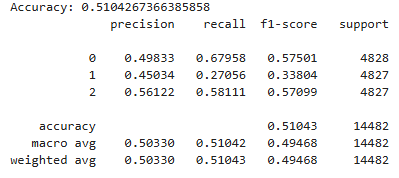 Accuracy: 0.5104267366385858
precision recall f1-score support
0 0.49833 0.67958 0.57501 4828
1 0.45034 0.27056 0.33804 4827
2 0.56122 0.58111 0.57099 4827
accuracy 0.51043 14482
macro avg 0.50330 0.51042 0.49468 14482
weighted avg 0.50330 0.51043 0.49468 14482